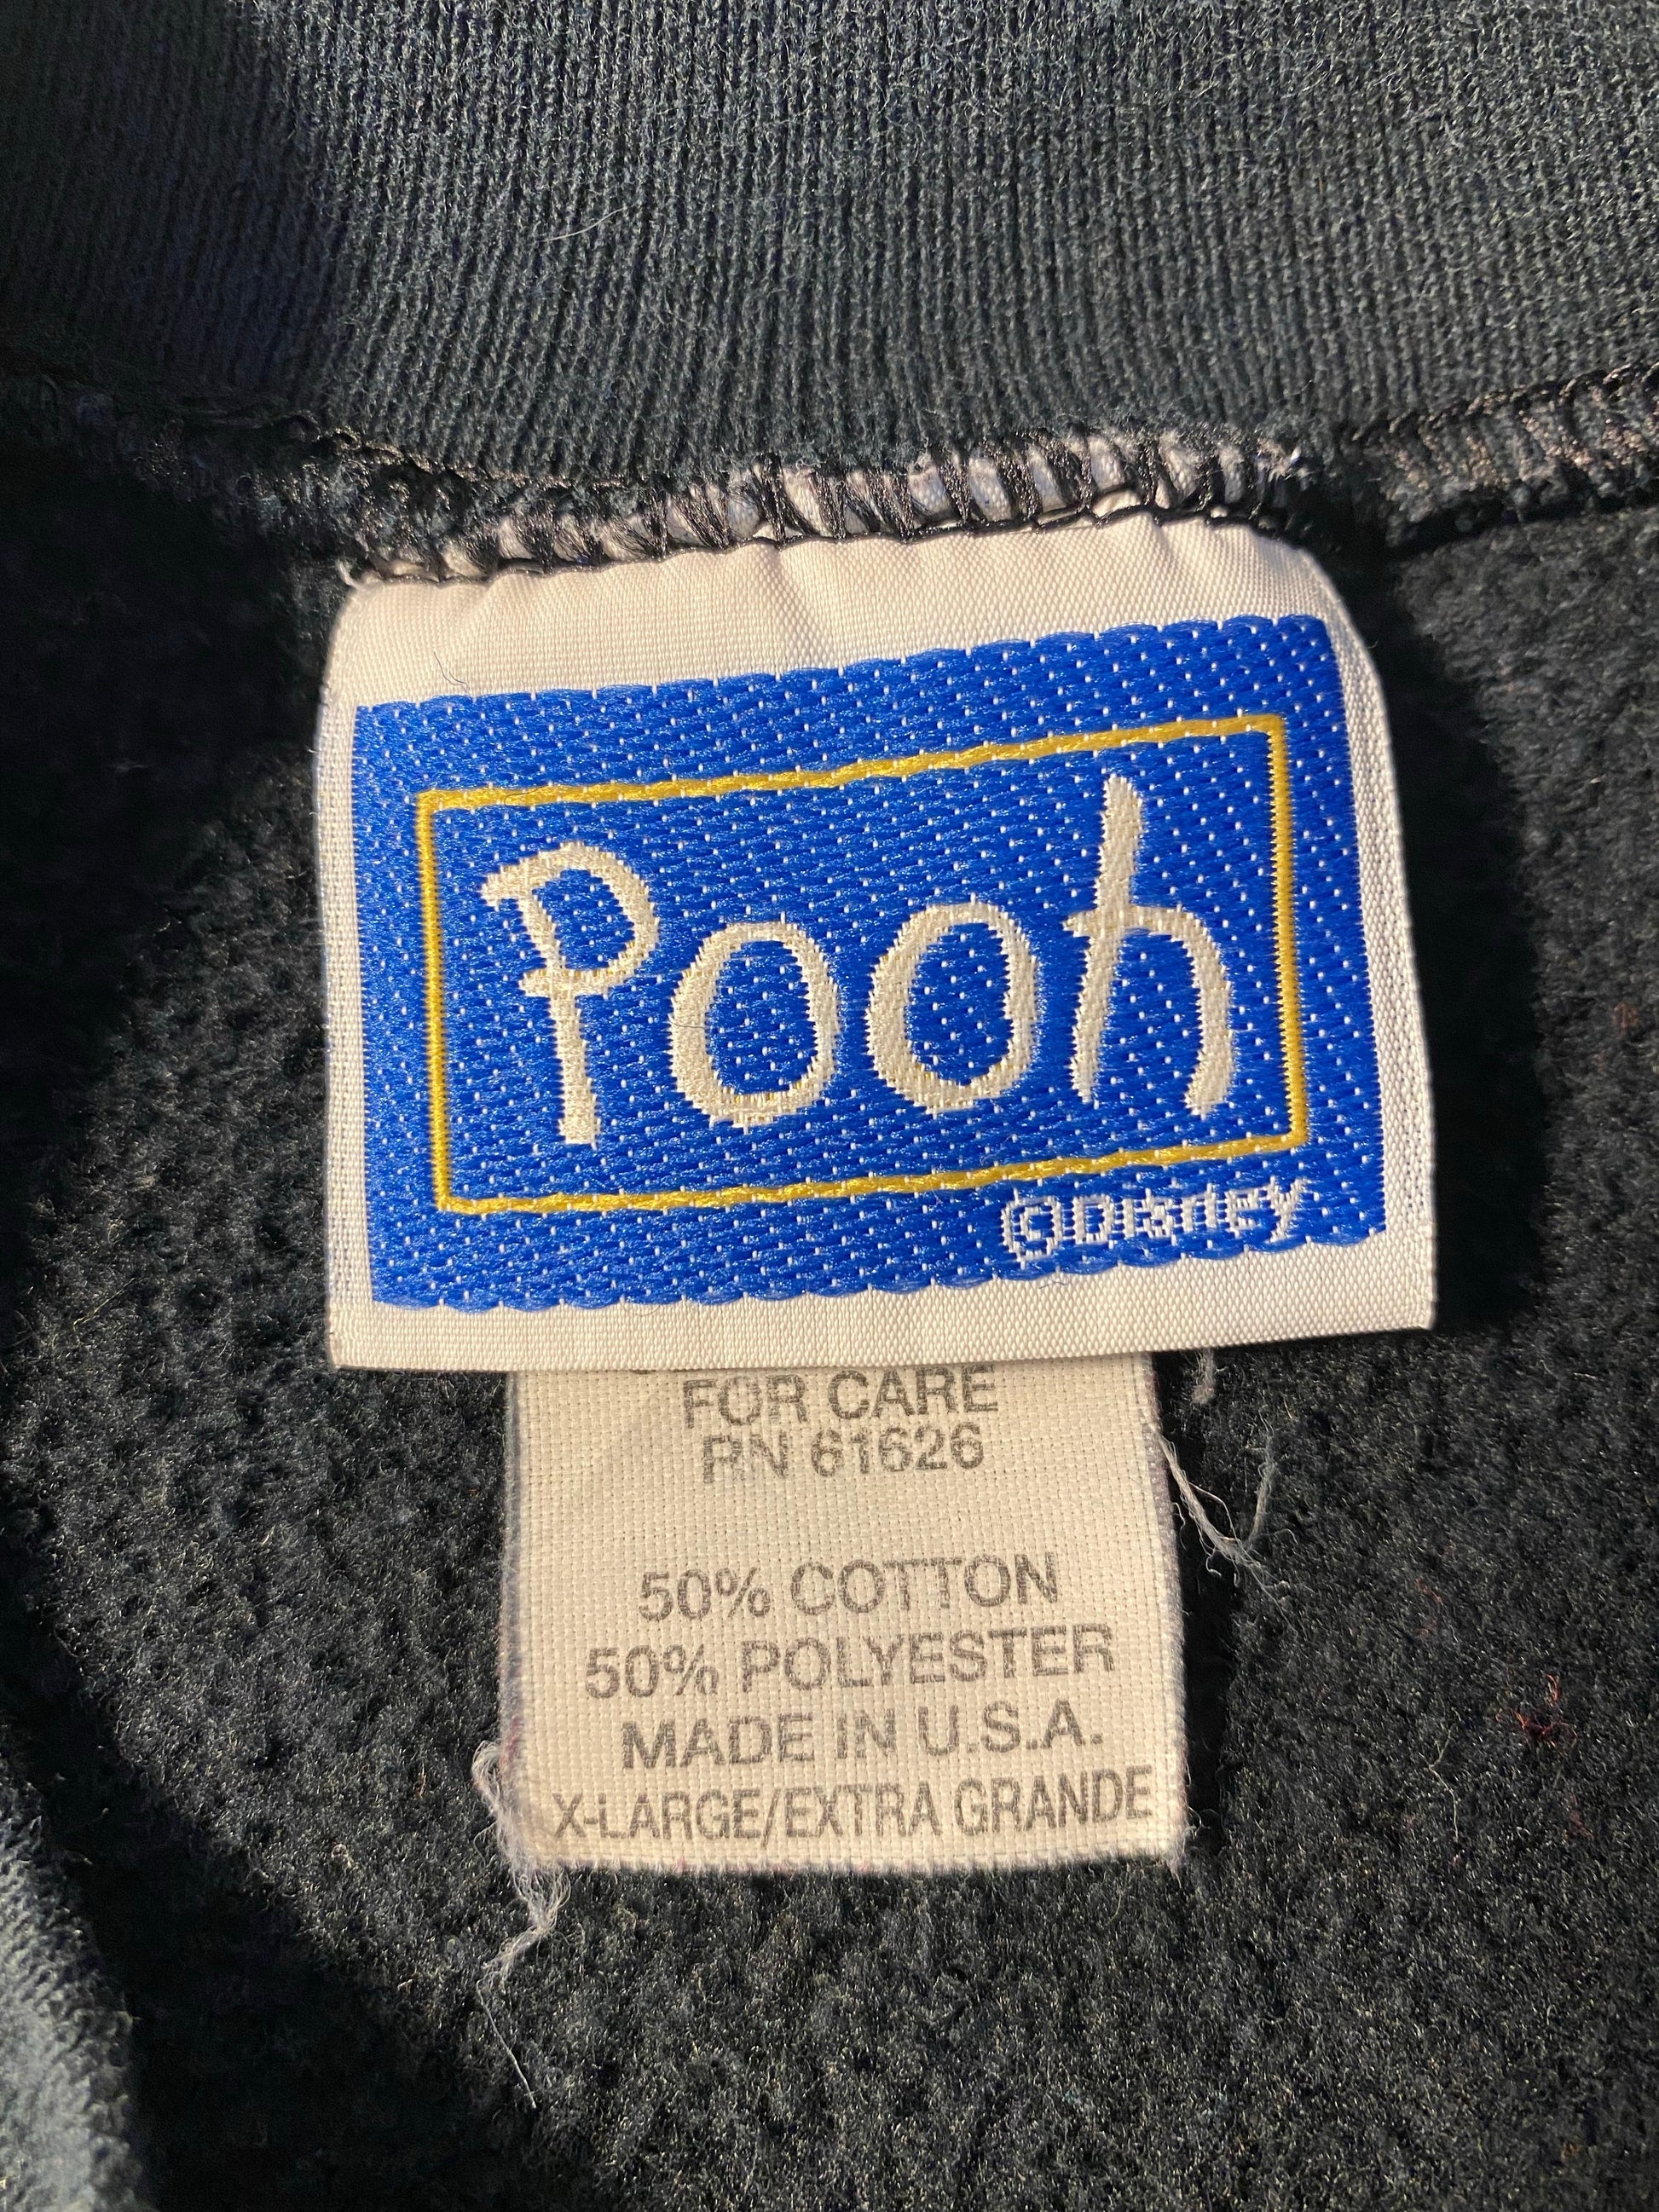 Pooh
©Disney
FOR CARE
RN 61626
50% COTTON
50% POLYESTER
MADE IN U.S.A.
X-LARGE/EXTRA GRANDE